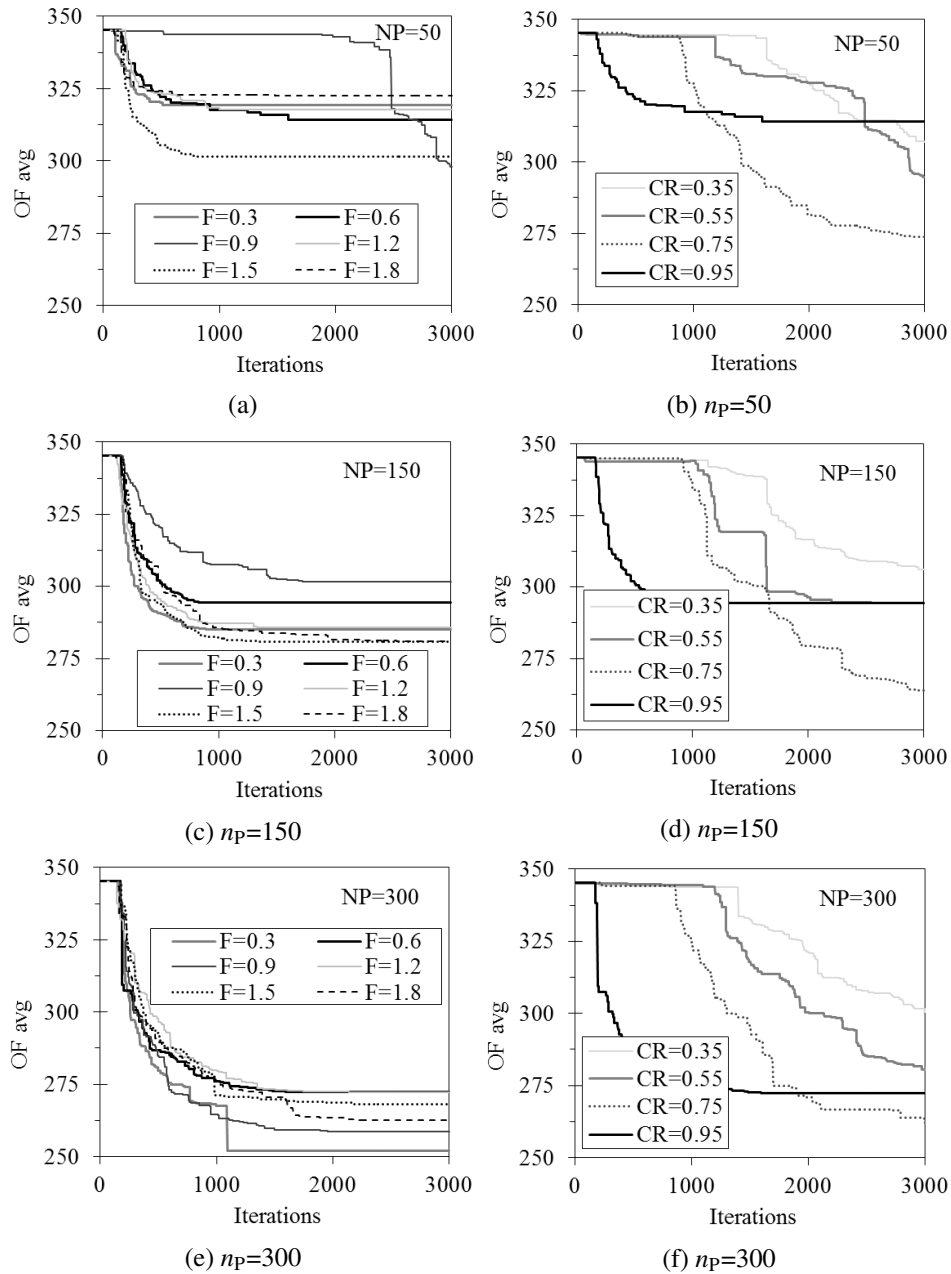 350
325
300
275
250
OF avg
NP=50
F=0.3 F=0.6
F=0.9 F=1.2
F=1.5 F=1.8
0 1000 2000 3000
Iterations
(a)
350
325
300
275
250
OF avg
CR=0.35
CR=0.55
CR=0.75
CR=0.95
0 1000 2000 3000
Iterations
(b) nP=50
350
325
300
275
250
OF avg
NP=150
F=0.3 F=0.6
F=0.9 F=1.2
F=1.5 F=1.8
0 1000 2000 3000
Iterations
(c) nP=150
350
325
300
275
250
OF avg
NP=150
CR=0.35
CR=0.55
CR=0.75
CR=0.95
0 1000 2000 3000
Iterations
(d) nP=150
350
325
300
275
250
OF avg
NP=300
F=0.3 F=0.6
F=0.9 F=1.2
F=1.5 F=1.8
0 1000 2000 3000
Iterations
(e) nP=300
350
325
300
275
250
OF avg
NP=300
CR=0.35
CR=0.55
CR=0.75
CR=0.95
0 1000 2000 3000
Iterations
(f) nP=300